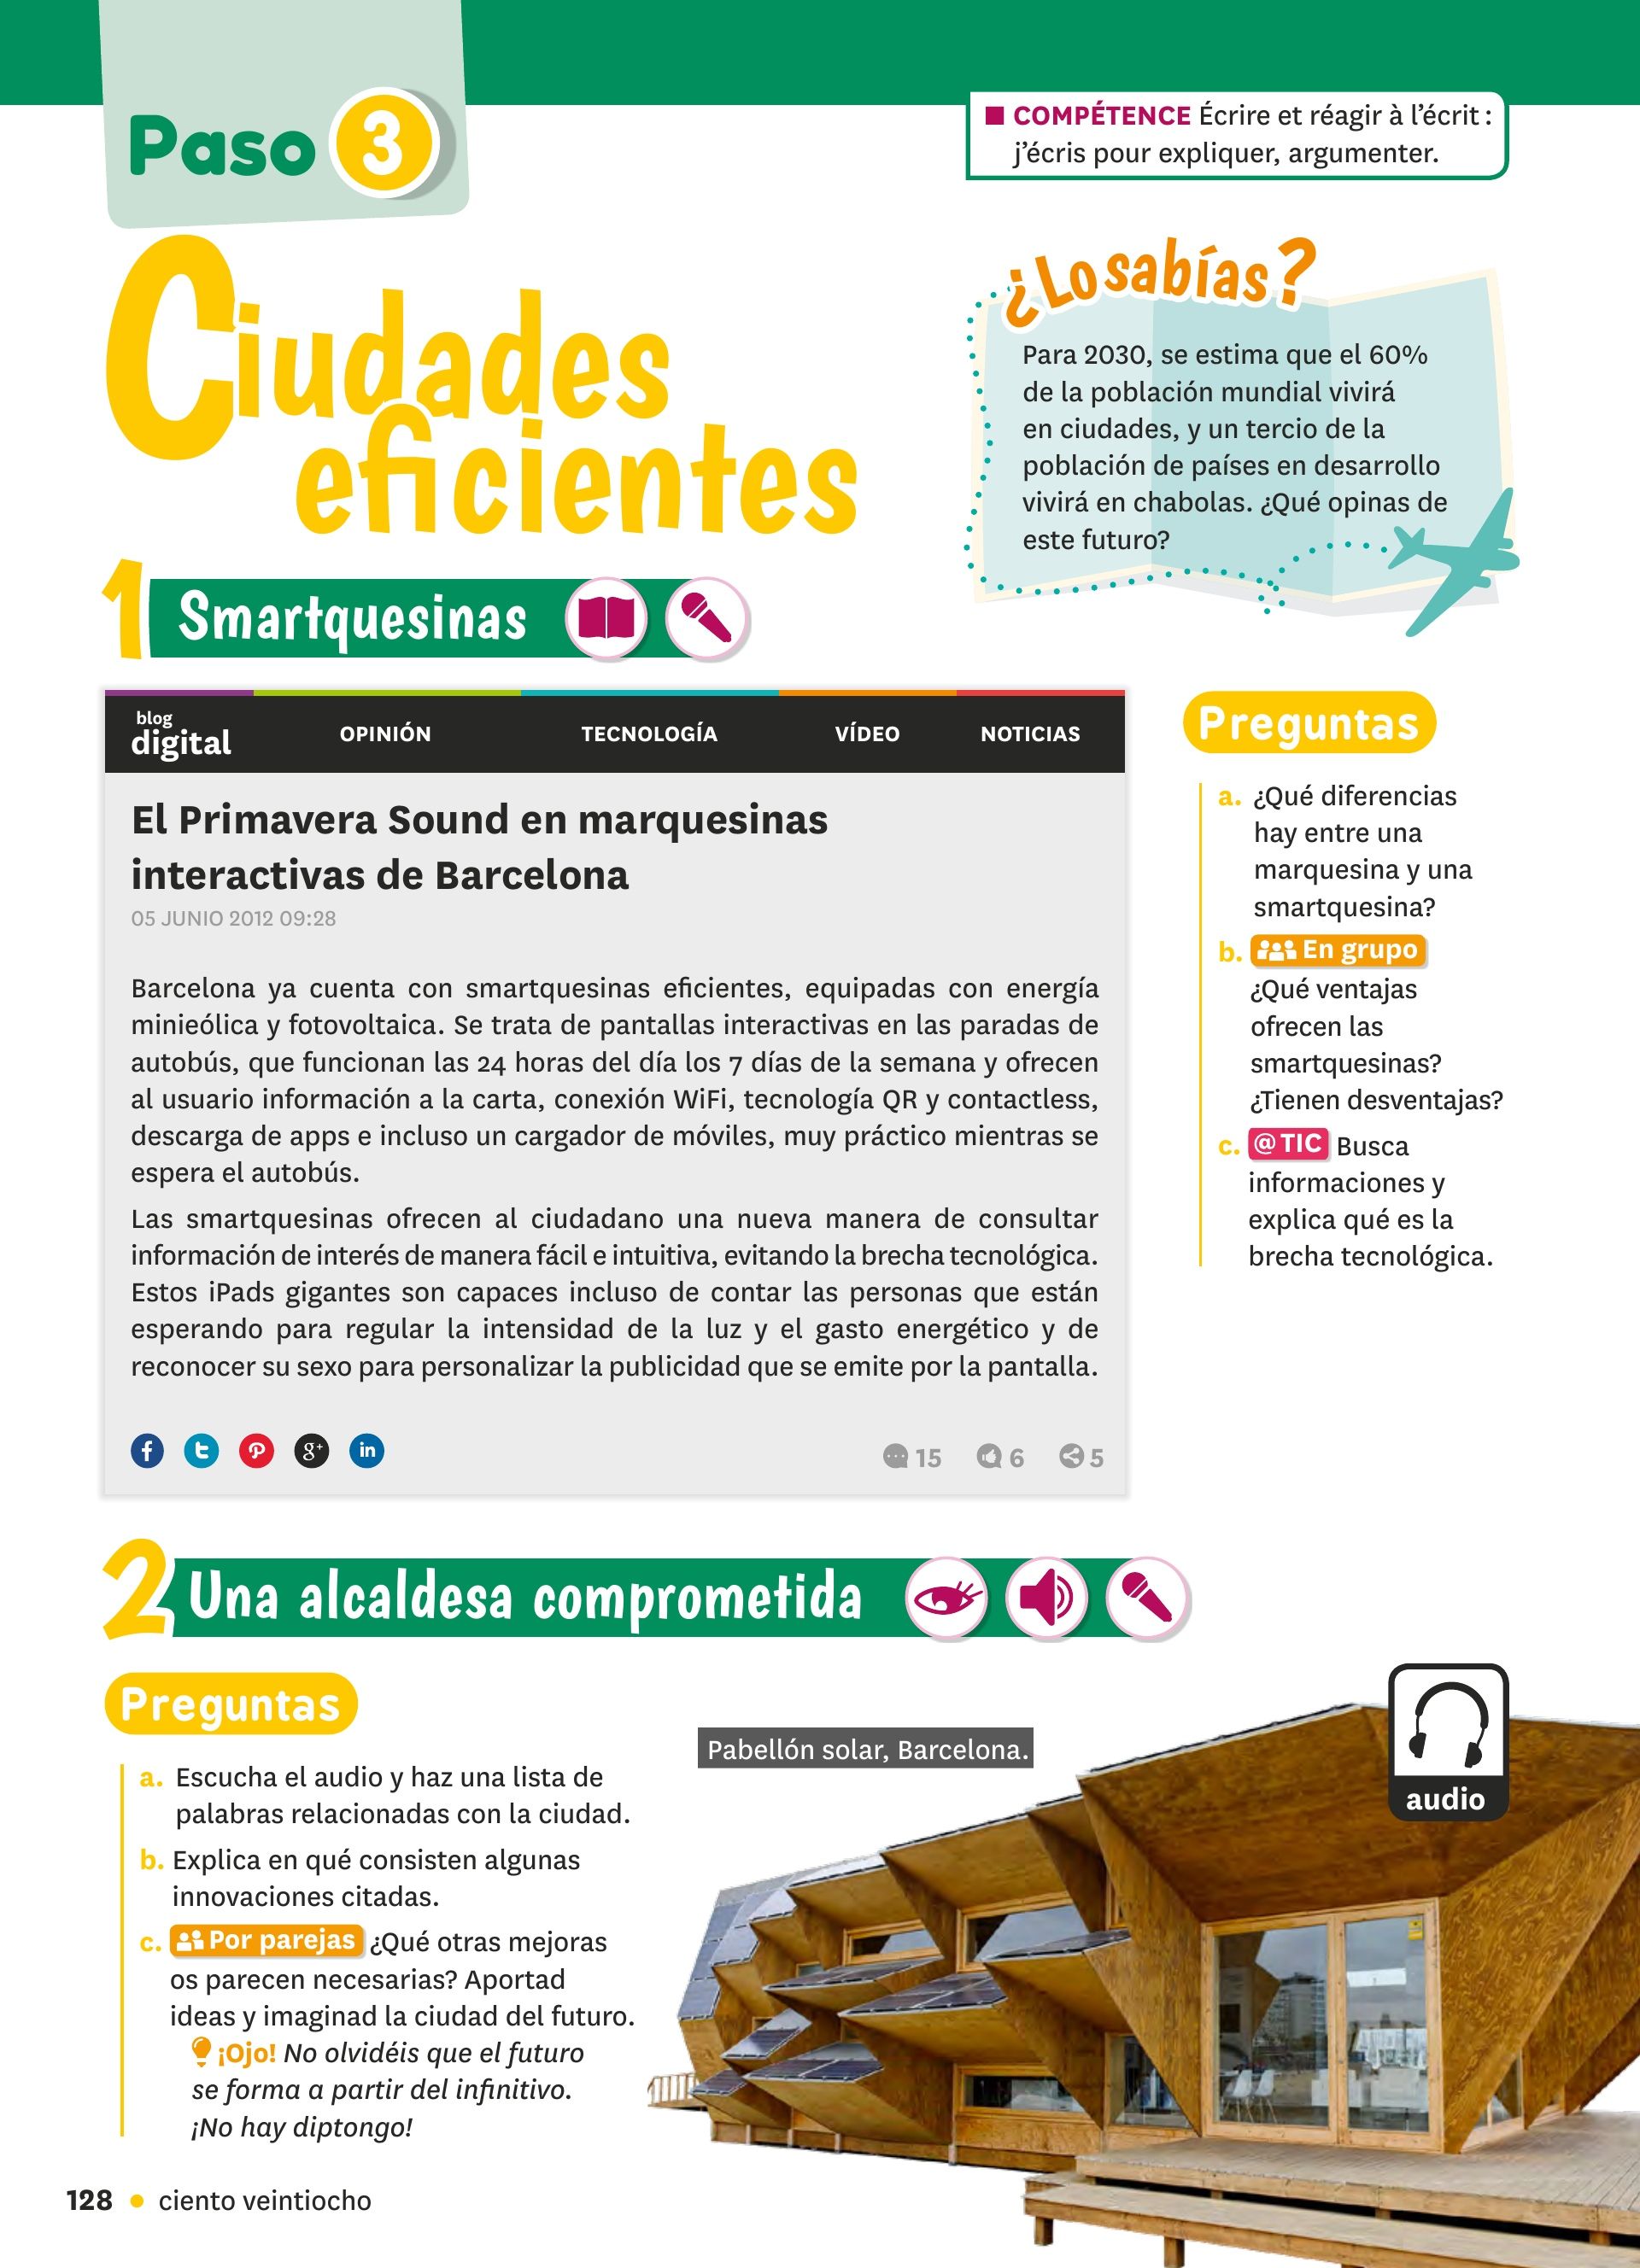 Paso 3
■ COMPÉTENCE Écrire et réagir à l'écrit :
j'écris pour expliquer, argumenter.
Ciudades
eficientes
¿Lo sabías?
Para 2030, se estima que el 60%
de la población mundial vivirá
en ciudades, y un tercio de la
población de países en desarrollo
vivirá en chabolas. ¿Qué opinas de
este futuro?
1 Smartquesinas
blog
digital OPINIÓN TECNOLOGÍA VÍDEO NOTICIAS
El Primavera Sound en marquesinas
interactivas de Barcelona
05 JUNIO 2012 09:28
Barcelona ya cuenta con smartquesinas eficientes, equipadas con energía
minieólica y fotovoltaica. Se trata de pantallas interactivas en las paradas de
autobús, que funcionan las 24 horas del día los 7 días de la semana y ofrecen
al usuario información a la carta, conexión WiFi, tecnología QR y contactless,
descarga de apps e incluso un cargador de móviles, muy práctico mientras se
espera el autobús.
Las smartquesinas ofrecen al ciudadano una nueva manera de consultar
información de interés de manera fácil e intuitiva, evitando la brecha tecnológica.
Estos iPads gigantes son capaces incluso de contar las personas que están
esperando para regular la intensidad de la luz y el gasto energético y de
reconocer su sexo para personalizar la publicidad que se emite por la pantalla.
15 6 5
Preguntas
a. ¿Qué diferencias
hay entre una
marquesina y una
smartquesina?
b. En grupo
¿Qué ventajas
ofrecen las
smartquesinas?
¿Tienen desventajas?
c. @TIC Busca
informaciones y
explica qué es la
brecha tecnológica.
2 Una alcaldesa comprometida
Preguntas
a. Escucha el audio y haz una lista de
palabras relacionadas con la ciudad.
b. Explica en qué consisten algunas
innovaciones citadas.
c. Por parejas ¿Qué otras mejoras
os parecen necesarias? Aportad
ideas y imaginad la ciudad del futuro.
¡Ojo! No olvidéis que el futuro
se forma a partir del infinitivo.
¡No hay diptongo!
Pabellón solar, Barcelona.
audio
128 • ciento veintiocho